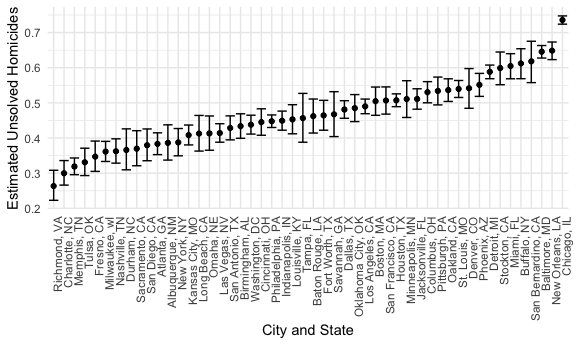 Estimated Unsolved Homicides
0.7
0.6
0.5
0.4
0.3
0.2
Richmond, VA
Charlotte, NC
Memphis, TN
Tulsa, OK
Fresno, CA
Milwaukee, wI
Nashville, TN
Durham, NC
Sacramento, CA
San Diego, CA
Atlanta, GA
Albuquerque, NM
New York, NY
Kansas City, MO
Long Beach, CA
Omaha, NE
Las Vegas, NV
San Antonio, TX
Birmingham, AL
Washington, DC
Cincinnati, OH
Philadelphia, PA
Indianapolis, IN
Louisville, KY
Tampa, FL
Baton Rouge, LA
Fort Worth, TX
Savannah, GA
Dallas, TX
Oklahoma City, OK
Los Angeles, CA
Boston, MA
San Francisco, CA
Houston, TX
Minneapolis, MN
Jacksonville, FL
Columbus, OH
Pittsburgh, PA
Oakland, CA
St. Louis, MO
Denver, CO
Phoenix, AZ
Detroit, MI
Stockton, CA
Miami, FL
Buffalo, NY
San Bernardino, CA
Baltimore, MD
New Orleans, LA
Chicago, IL
City and State